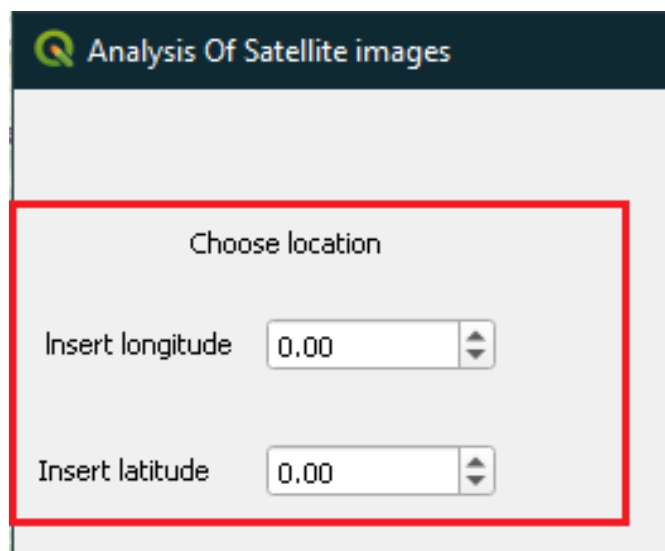 Analysis Of Satellite images
Choose location
Insert longitude 0.00
Insert latitude 0.00